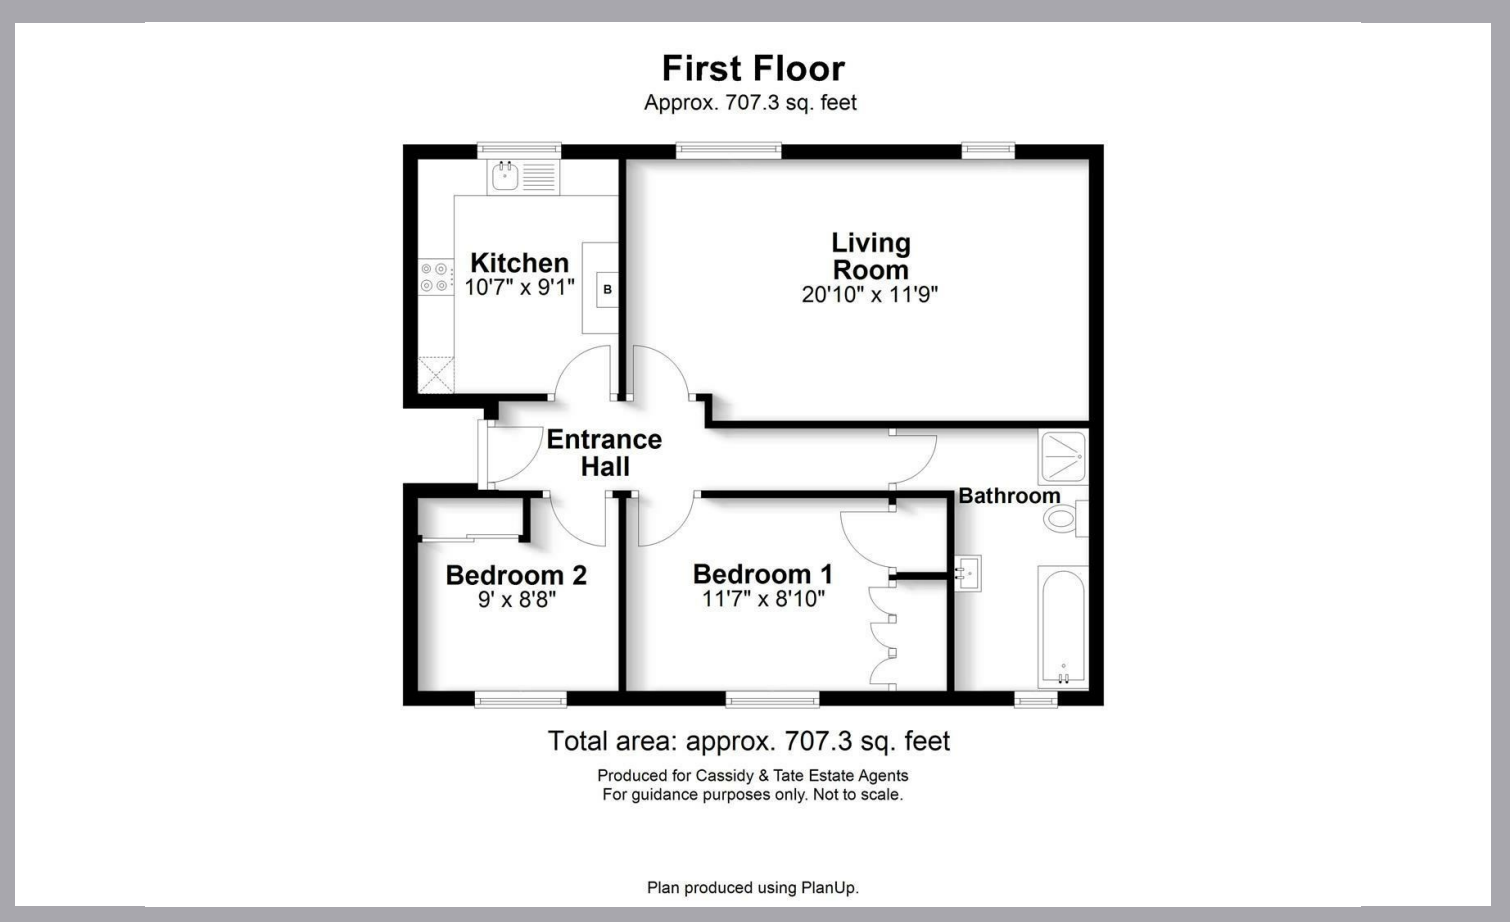 First Floor
Approx. 707.3 sq. feet
Living
Room
20'10" x 11'9"
Kitchen
10'7" x 9'1"
B
Entrance
Hall
Bathroom
Bedroom 2
9' x 8'8"
Bedroom 1
11'7" x 8'10"
Total area: approx. 707.3 sq. feet
Produced for Cassidy & Tate Estate Agents
For guidance purposes only. Not to scale.
Plan produced using PlanUp.